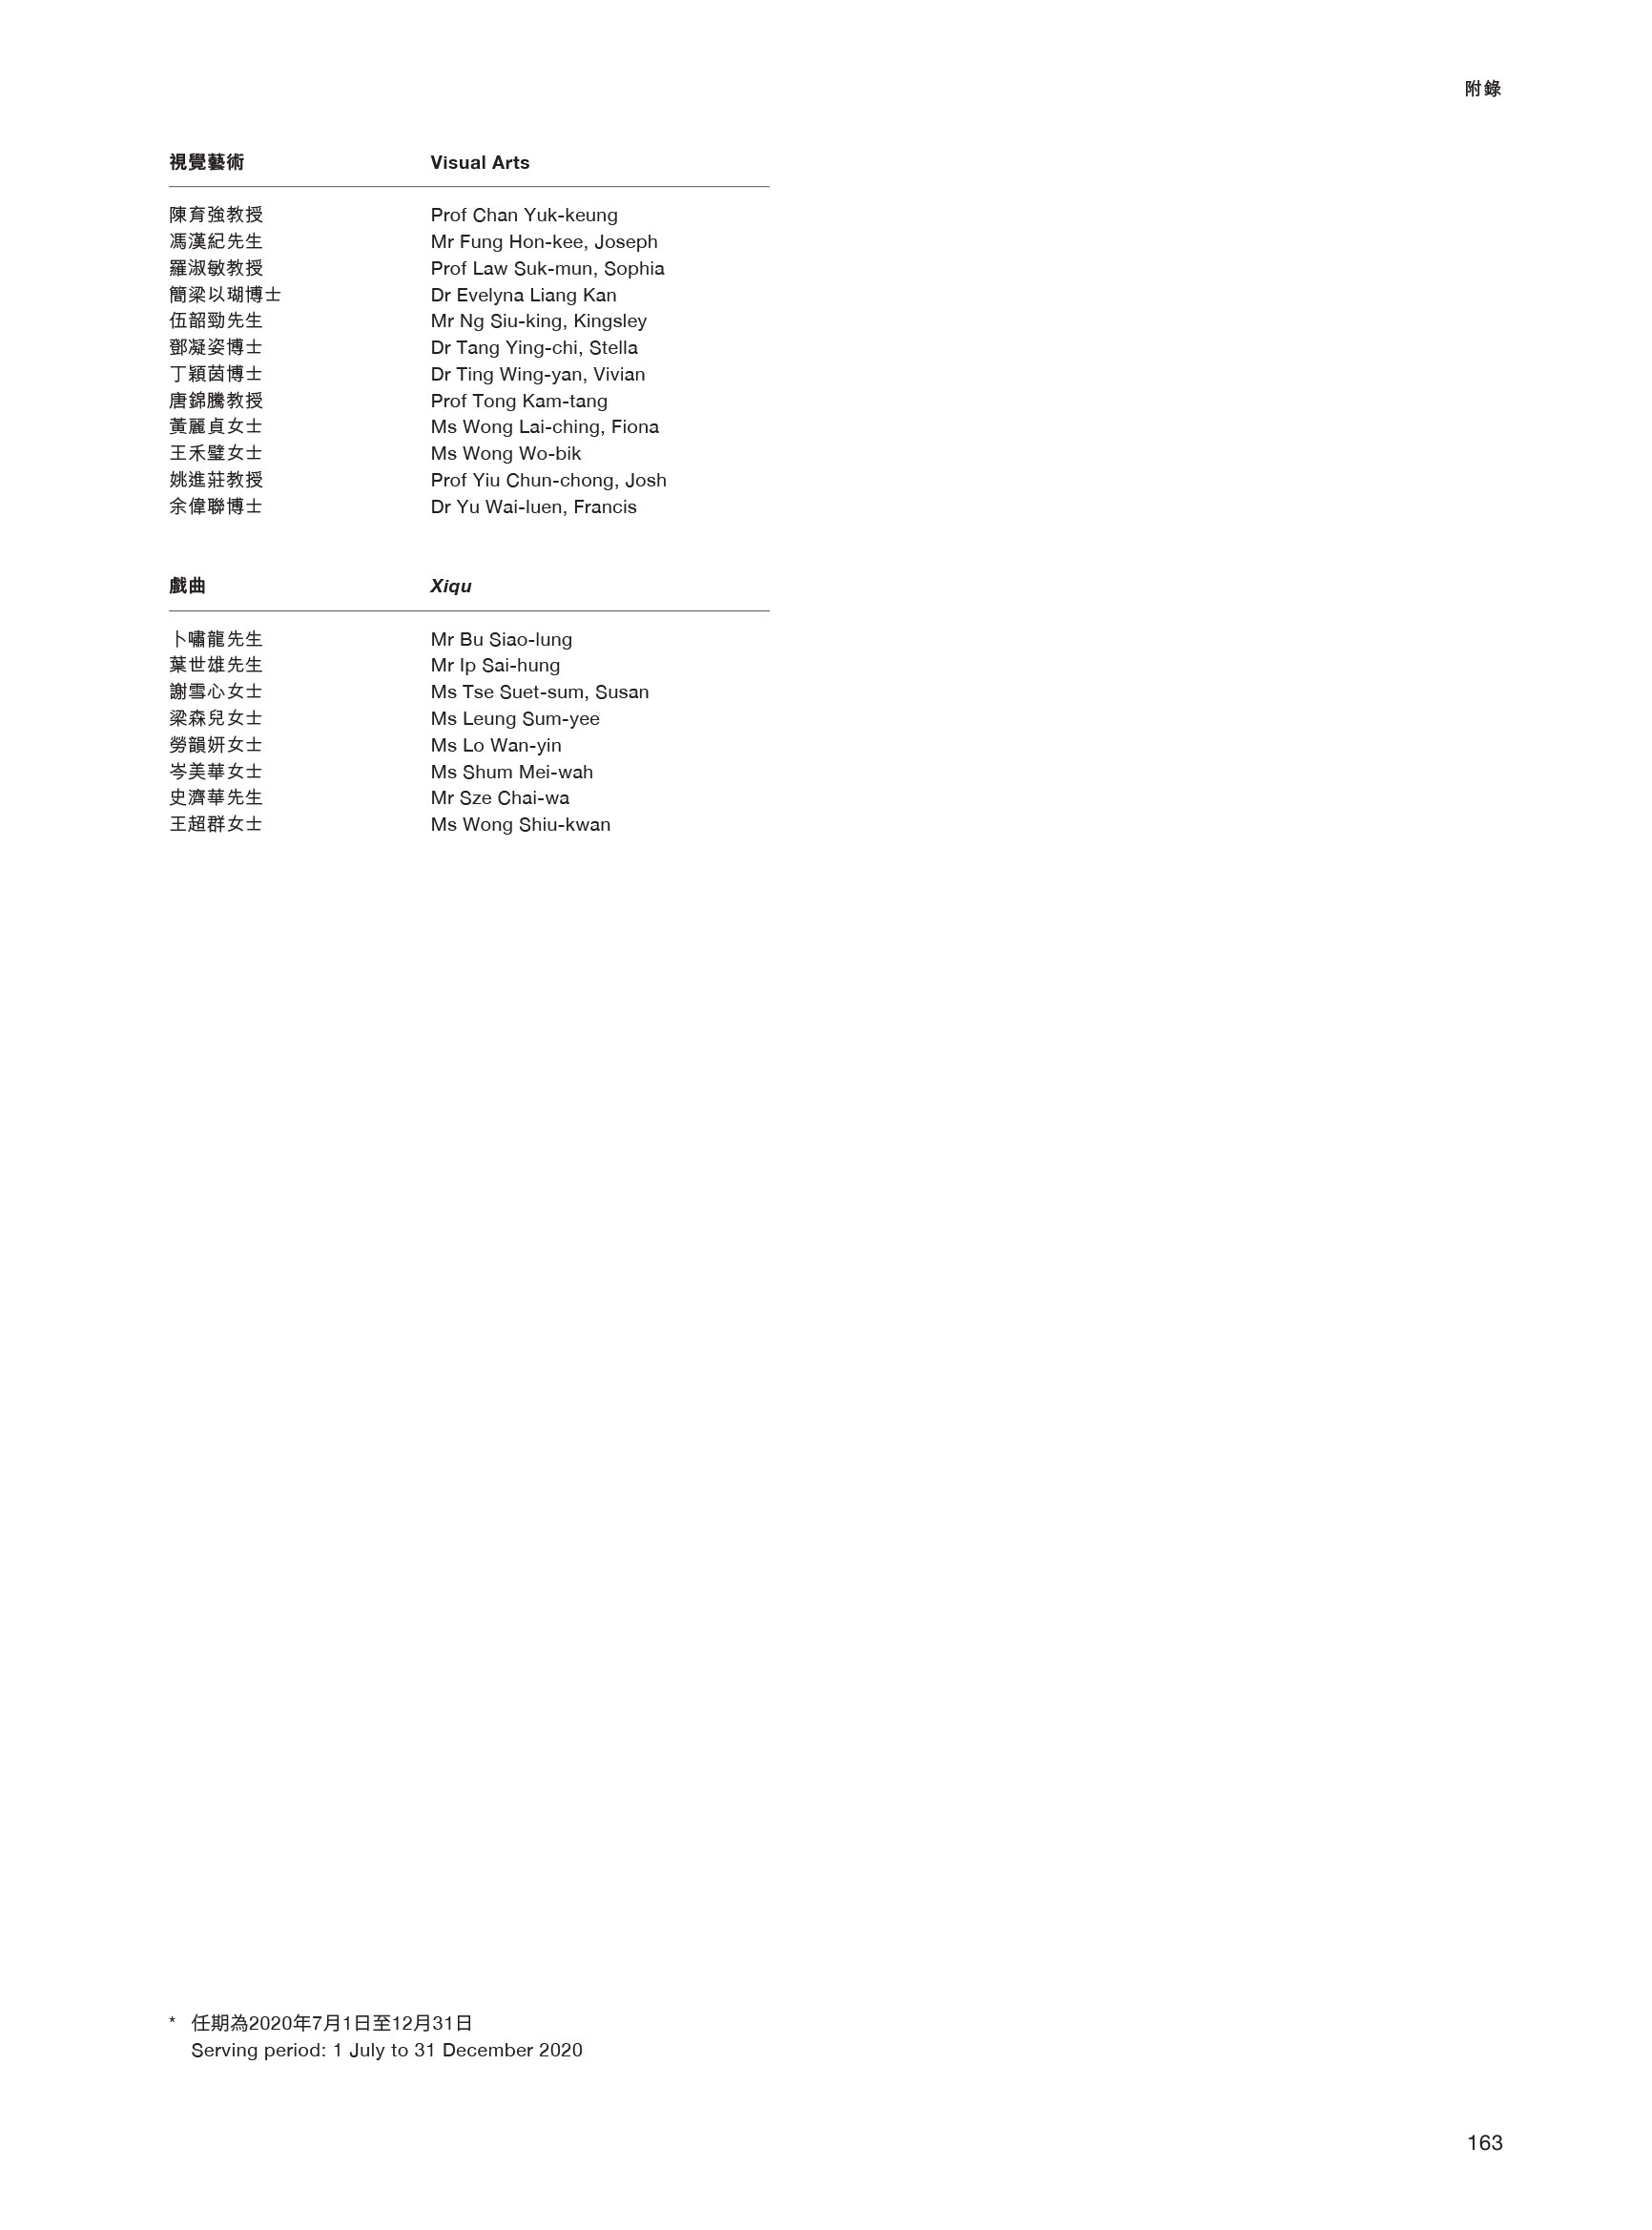 附錄
視覺藝術 Visual Arts
陳育強教授 Prof Chan Yuk-keung
馮漢紀先生 Mr Fung Hon-kee, Joseph
羅淑敏教授 Prof Law Suk-mun, Sophia
簡梁以瑚博士 Dr Evelyna Liang Kan
伍韶勁先生 Mr Ng Siu-king, Kingsley
鄧凝姿博士 Dr Tang Ying-chi, Stella
丁穎茵博士 Dr Ting Wing-yan, Vivian
唐錦騰教授 Prof Tong Kam-tang
黃麗貞女士 Ms Wong Lai-ching, Fiona
王禾璧女士 Ms Wong Wo-bik
姚進莊教授 Prof Yiu Chun-chong, Josh
余偉聯博士 Dr Yu Wai-luen, Francis
戲曲 Xiqu
卜嘯龍先生 Mr Bu Siao-lung
葉世雄先生 Mr Ip Sai-hung
謝雪心女士 Ms Tse Suet-sum, Susan
梁森兒女士 Ms Leung Sum-yee
勞韻妍女士 Ms Lo Wan-yin
岑美華女士 Ms Shum Mei-wah
史濟華先生 Mr Sze Chai-wa
王超群女士 Ms Wong Shiu-kwan
* 任期為2020年7月1日至12月31日
Serving period: 1 July to 31 December 2020
163